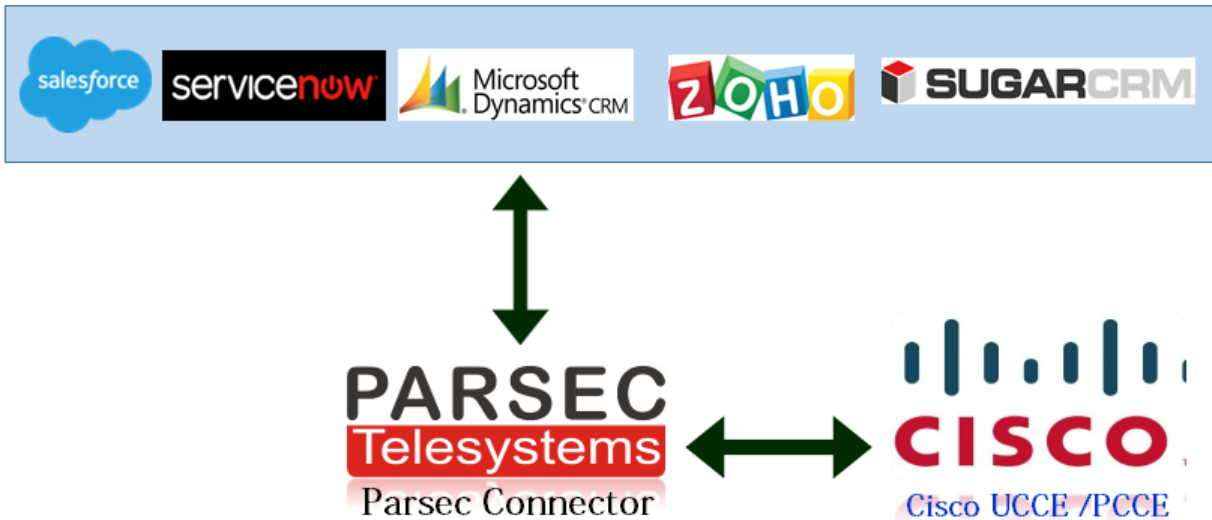 salesforce
servicenow
Microsoft
Dynamics® CRM
ZOHO
SUGARCRM.
PARSEC
Telesystems
Parsec Connector
CISCO
Cisco UCCE /PCCE